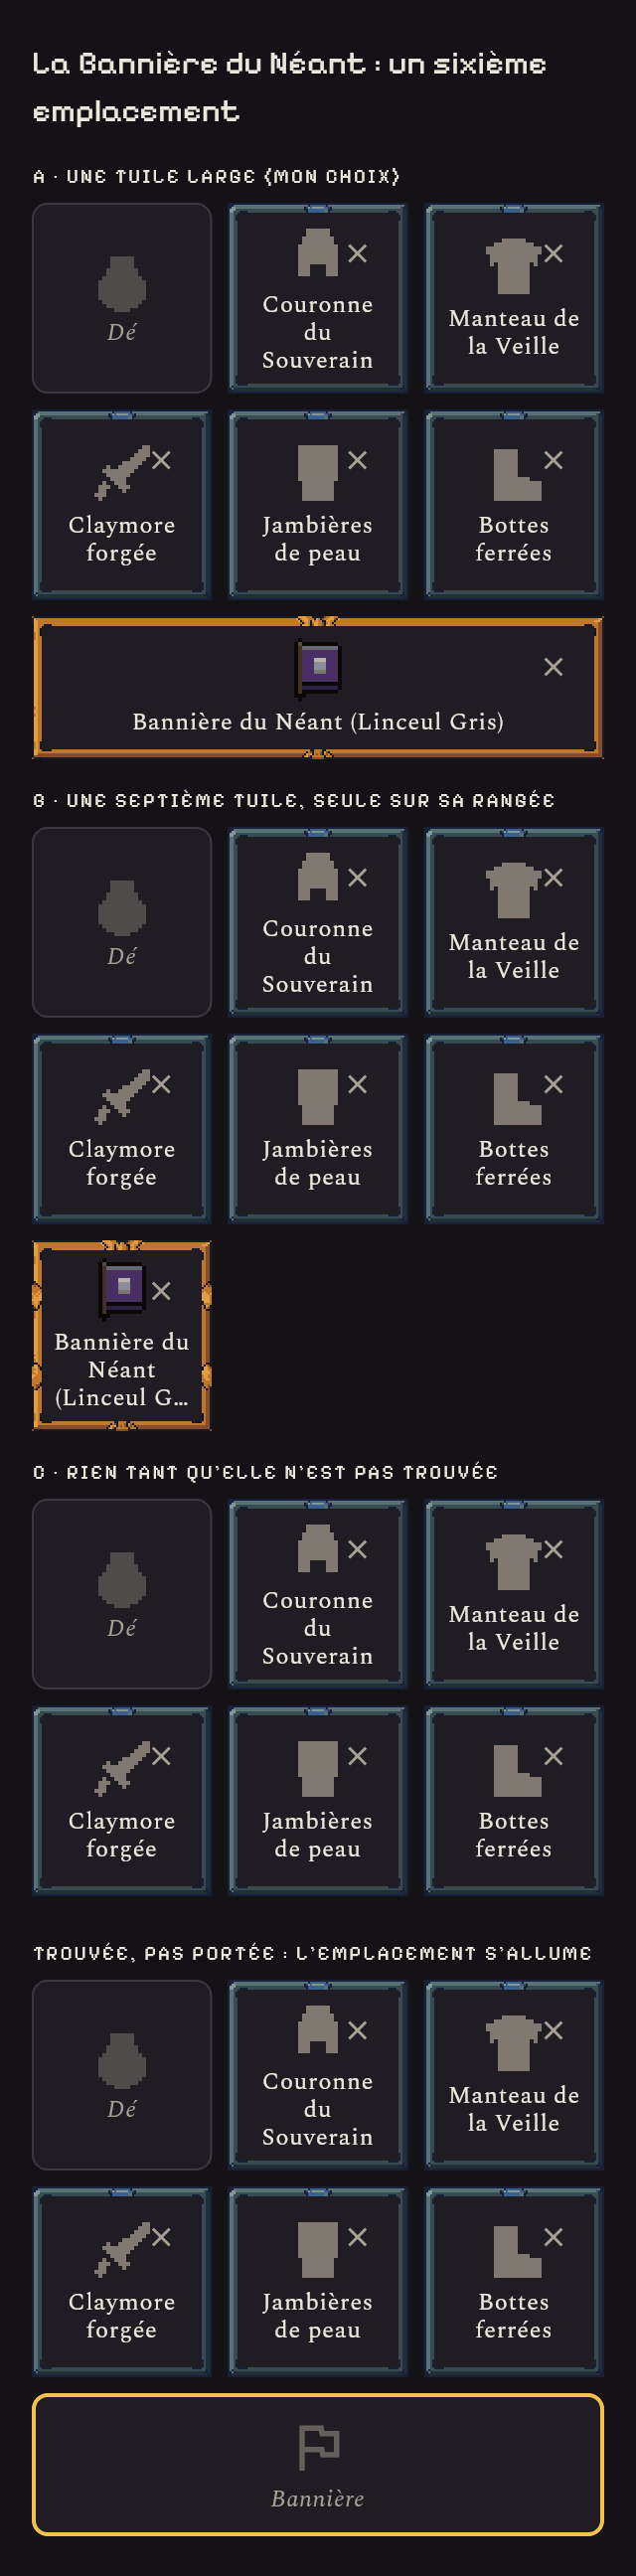 La Bannière du Néant : un sixième
emplacement
A · UNE TUILE LARGE (MON CHOIX)
Dé
Couronne
du
Souverain
Manteau de
la Veille
Claymore
forgée
Jambières
de peau
Bottes
ferrées
Bannière du Néant (Linceul Gris)
B · UNE SEPTIÈME TUILE, SEULE SUR SA RANGÉE
Dé
Couronne
du
Souverain
Manteau de
la Veille
Claymore
forgée
Jambières
de peau
Bottes
ferrées
Bannière du
Néant
(Linceul G…
C · RIEN TANT QU'ELLE N'EST PAS TROUVÉE
Dé
Couronne
du
Souverain
Manteau de
la Veille
Claymore
forgée
Jambières
de peau
Bottes
ferrées
TROUVÉE, PAS PORTÉE : L'EMPLACEMENT S'ALLUME
Dé
Couronne
du
Souverain
Manteau de
la Veille
Claymore
forgée
Jambières
de peau
Bottes
ferrées
Bannière